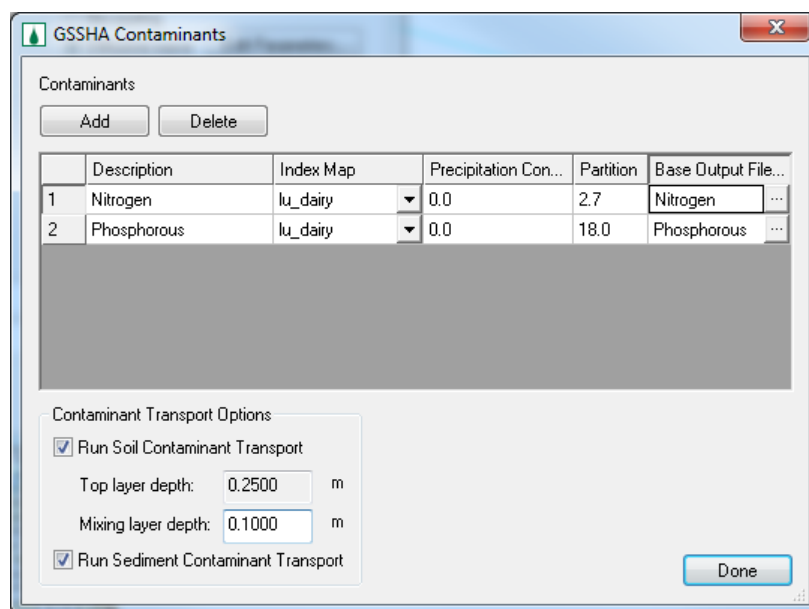 GSSHA Contaminants
Contaminants
Add Delete
Description Index Map Precipitation Con... Partition Base Output File...
1 Nitrogen lu_dairy 0.0 2.7 Nitrogen ...
2 Phosphorous lu_dairy 0.0 18.0 Phosphorous ...
Contaminant Transport Options
Run Soil Contaminant Transport
Top layer depth: 0.2500 m
Mixing layer depth: 0.1000 m
Run Sediment Contaminant Transport
Done